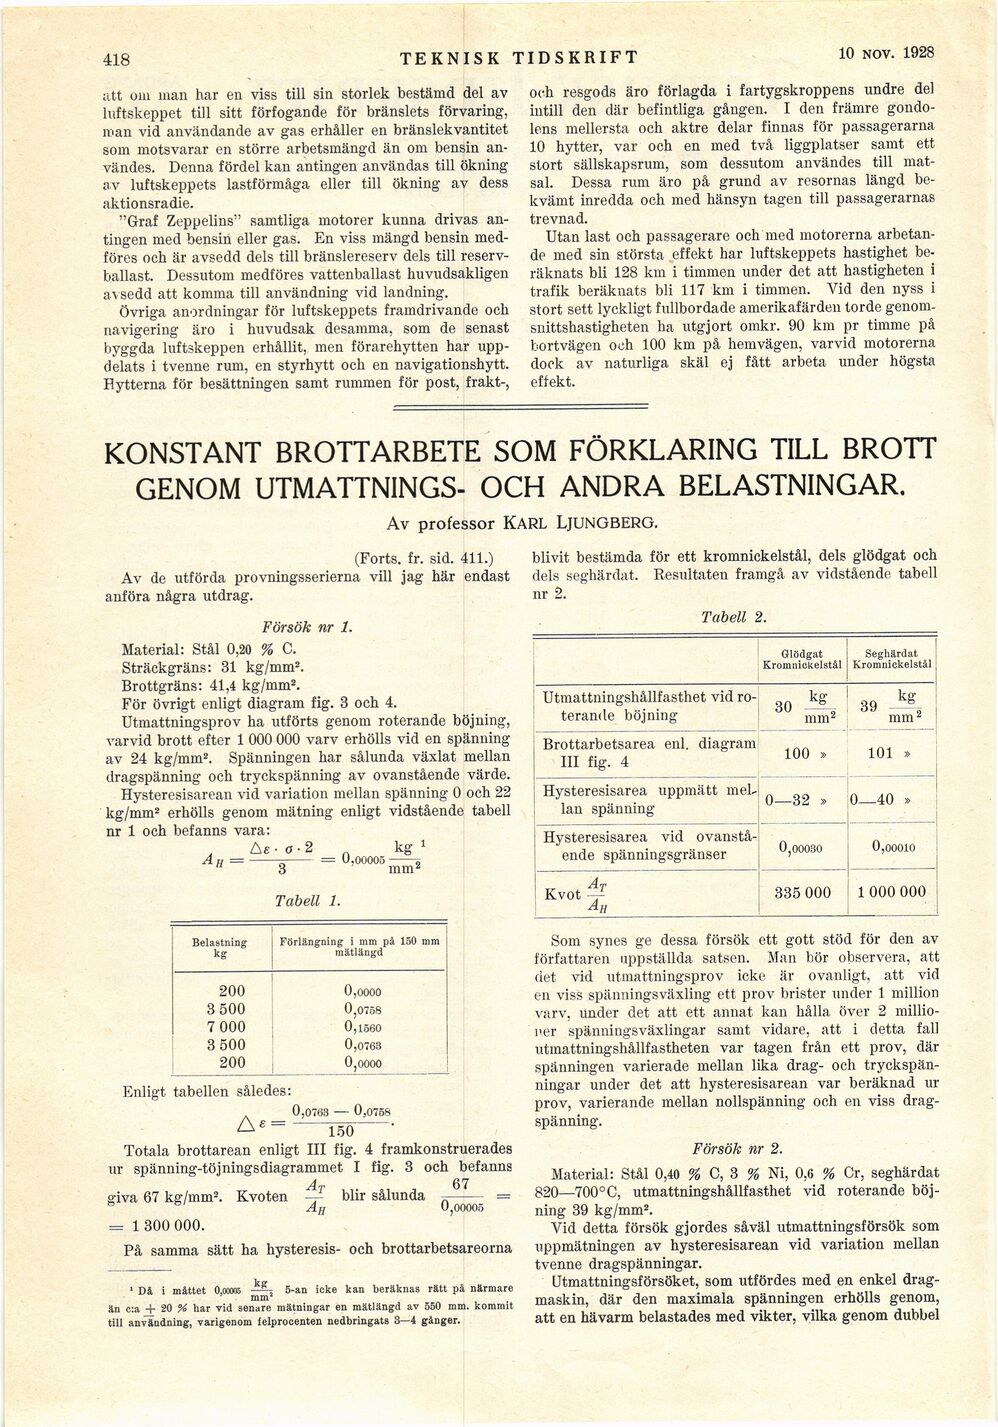 418
TEKNISK TIDSKRIFT
10 NOV. 1928
att om man har en viss till sin storlek bestämd del av
luftskeppet till sitt förfogande för bränslets förvaring,
man vid användande av gas erhåller en bränslekvantitet
som motsvarar en större arbetsmängd än om bensin an-
vändes. Denna fördel kan antingen användas till ökning
av luftskeppets lastförmåga eller till ökning av dess
aktionsradie.
"Graf Zeppelins" samtliga motorer kunna drivas an-
tingen med bensin eller gas. En viss mängd bensin med-
föres och är avsedd dels till bränslereserv dels till reserv-
ballast. Dessutom medföres vattenballast huvudsakligen
avsedd att komma till användning vid landning.
Övriga anordningar för luftskeppets framdrivande och
navigering äro i huvudsak desamma, som de senast
byggda luftskeppen erhållit, men förarehytten har upp-
delats i tvenne rum, en styrhytt och en navigationshytt.
Hytterna för besättningen samt rummen för post, frakt-,
och resgods äro förlagda i fartygskroppens undre del
intill den där befintliga gången. I den främre gondo-
lens mellersta och aktre delar finnas för passagerarna
10 hytter, var och en med två liggplatser samt ett
stort sällskapsrum, som dessutom användes till mat-
sal. Dessa rum äro på grund av resornas längd be-
kvämt inredda och med hänsyn tagen till passagerarnas
trevnad.
Utan last och passagerare och med motorerna arbetan-
de med sin största effekt har luftskeppets hastighet be-
räknats bli 128 km i timmen under det att hastigheten i
trafik beräknats bli 117 km i timmen. Vid den nyss i
stort sett lyckligt fullbordade amerikafärden torde genom-
snittshastigheten ha utgjort omkr. 90 km pr timme på
bortvägen och 100 km på hemvägen, varvid motorerna
dock av naturliga skäl ej fått arbeta under högsta
effekt.
KONSTANT BROTTARBETE SOM FÖRKLARING TILL BROTT
GENOM UTMATTNINGS- OCH ANDRA BELASTNINGAR.
Av professor KARL LJUNGBERG.
(Forts. fr. sid. 411.)
Av de utförda provningsserierna vill jag här endast
anföra några utdrag.
Försök nr 1.
Material: Stål 0,20 % C.
Sträckgräns: 31 kg/mm².
Brottgräns: 41,4 kg/mm².
För övrigt enligt diagram fig. 3 och 4.
Utmattningsprov ha utförts genom roterande böjning,
varvid brott efter 1 000 000 varv erhölls vid en spänning
av 24 kg/mm². Spänningen har sålunda växlat mellan
dragspänning och tryckspänning av ovanstående värde.
Hysteresisarean vid variation mellan spänning 0 och 22
kg/mm² erhölls genom mätning enligt vidstående tabell
nr 1 och befanns vara:
A_H = (△ε · σ · 2)/3 = 0,00005 kg/mm² ¹
Tabell 1.
Belastning kg | Förlängning i mm på 150 mm mätlängd
200 | 0,0000
3 500 | 0,0758
7 000 | 0,1560
3 500 | 0,0763
200 | 0,0000
Enligt tabellen således:
△ε = (0,0763 — 0,0758)/150 .
Totala brottarean enligt III fig. 4 framkonstruerades
ur spänning-töjningsdiagrammet I fig. 3 och befanns
giva 67 kg/mm². Kvoten A_T/A_H blir sålunda 67/0,00005 =
= 1 300 000.
På samma sätt ha hysteresis- och brottarbetsareorna
¹ Då i måttet 0,00005 kg/mm² 5-an icke kan beräknas rätt på närmare
än c:a + 20 % har vid senare mätningar en mätlängd av 550 mm. kommit
till användning, varigenom felprocenten nedbringats 3—4 gånger.
blivit bestämda för ett kromnickelstål, dels glödgat och
dels seghärdat. Resultaten framgå av vidstående tabell
nr 2.
Tabell 2.
Glödgat Kromnickelstål | Seghärdat Kromnickelstål
Utmattningshållfasthet vid ro-
terande böjning | 30 kg/mm² | 39 kg/mm²
Brottarbetsarea enl. diagram
III fig. 4 | 100 » | 101 »
Hysteresisarea uppmätt mel-
lan spänning | 0—32 » | 0—40 »
Hysteresisarea vid ovanstå-
ende spänningsgränser | 0,00030 | 0,00010
Kvot A_T/A_H | 335 000 | 1 000 000
Som synes ge dessa försök ett gott stöd för den av
författaren uppställda satsen. Man bör observera, att
det vid utmattningsprov icke är ovanligt, att vid
en viss spänningsväxling ett prov brister under 1 million
varv, under det att ett annat kan hålla över 2 millio-
ner spänningsväxlingar samt vidare, att i detta fall
utmattningshållfastheten var tagen från ett prov, där
spänningen varierade mellan lika drag- och tryckspän-
ningar under det att hysteresisarean var beräknad ur
prov, varierande mellan nollspänning och en viss drag-
spänning.
Försök nr 2.
Material: Stål 0,40 % C, 3 % Ni, 0,6 % Cr, seghärdat
820—700°C, utmattningshållfasthet vid roterande böj-
ning 39 kg/mm².
Vid detta försök gjordes såväl utmattningsförsök som
uppmätningen av hysteresisarean vid variation mellan
tvenne dragspänningar.
Utmattningsförsöket, som utfördes med en enkel drag-
maskin, där den maximala spänningen erhölls genom,
att en hävarm belastades med vikter, vilka genom dubbel